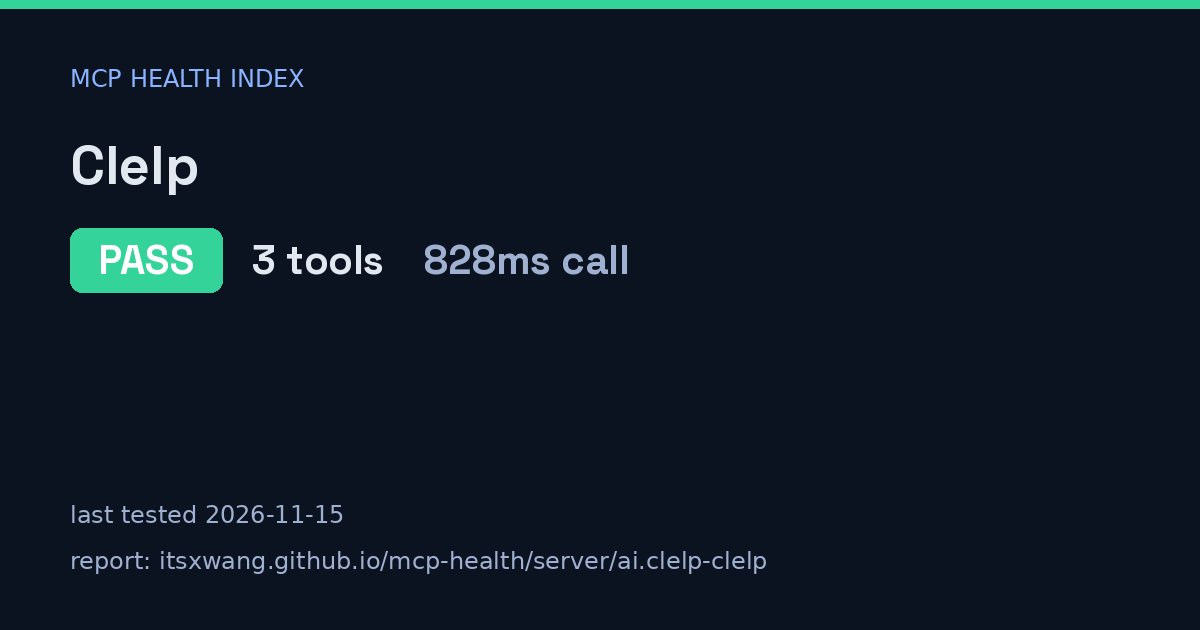 MCP HEALTH INDEX
Clelp
PASS 3 tools 828ms call
last tested 2026-11-15
report: itsxwang.github.io/mcp-health/server/ai.clelp-clelp